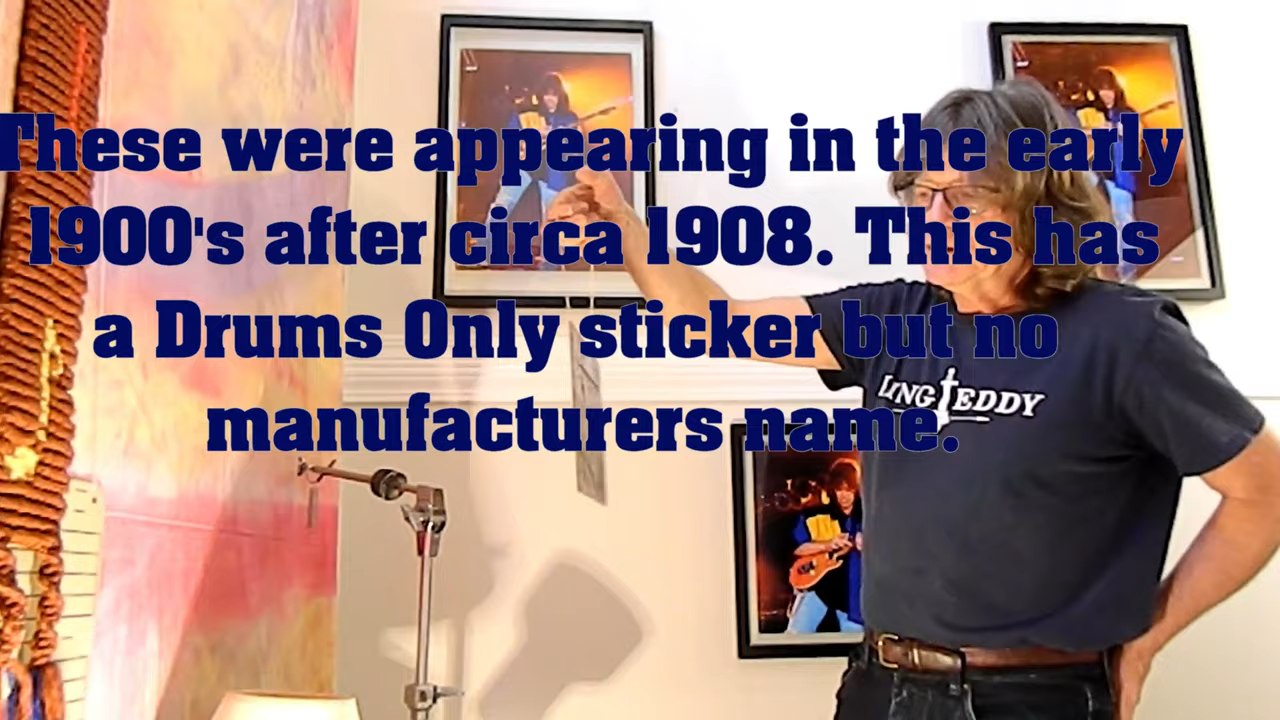 These were appearing in the early
1900's after circa 1908. This has
a Drums Only sticker but no
manufacturers name.